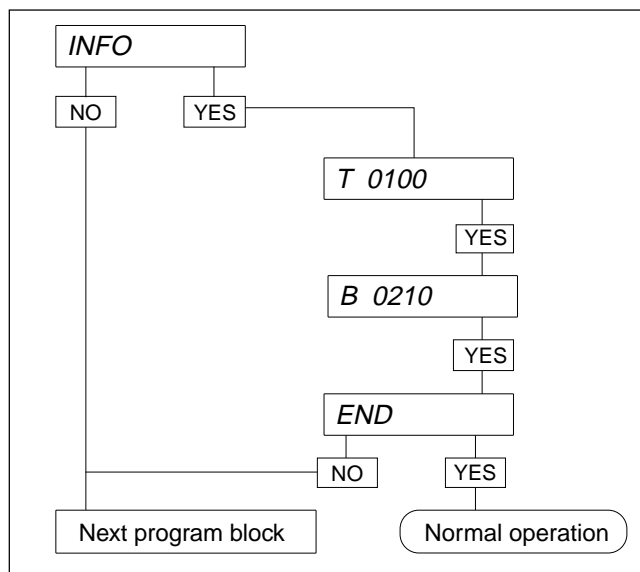 INFO
NO
YES
T 0100
YES
B 0210
YES
END
NO
YES
Next program block
Normal operation